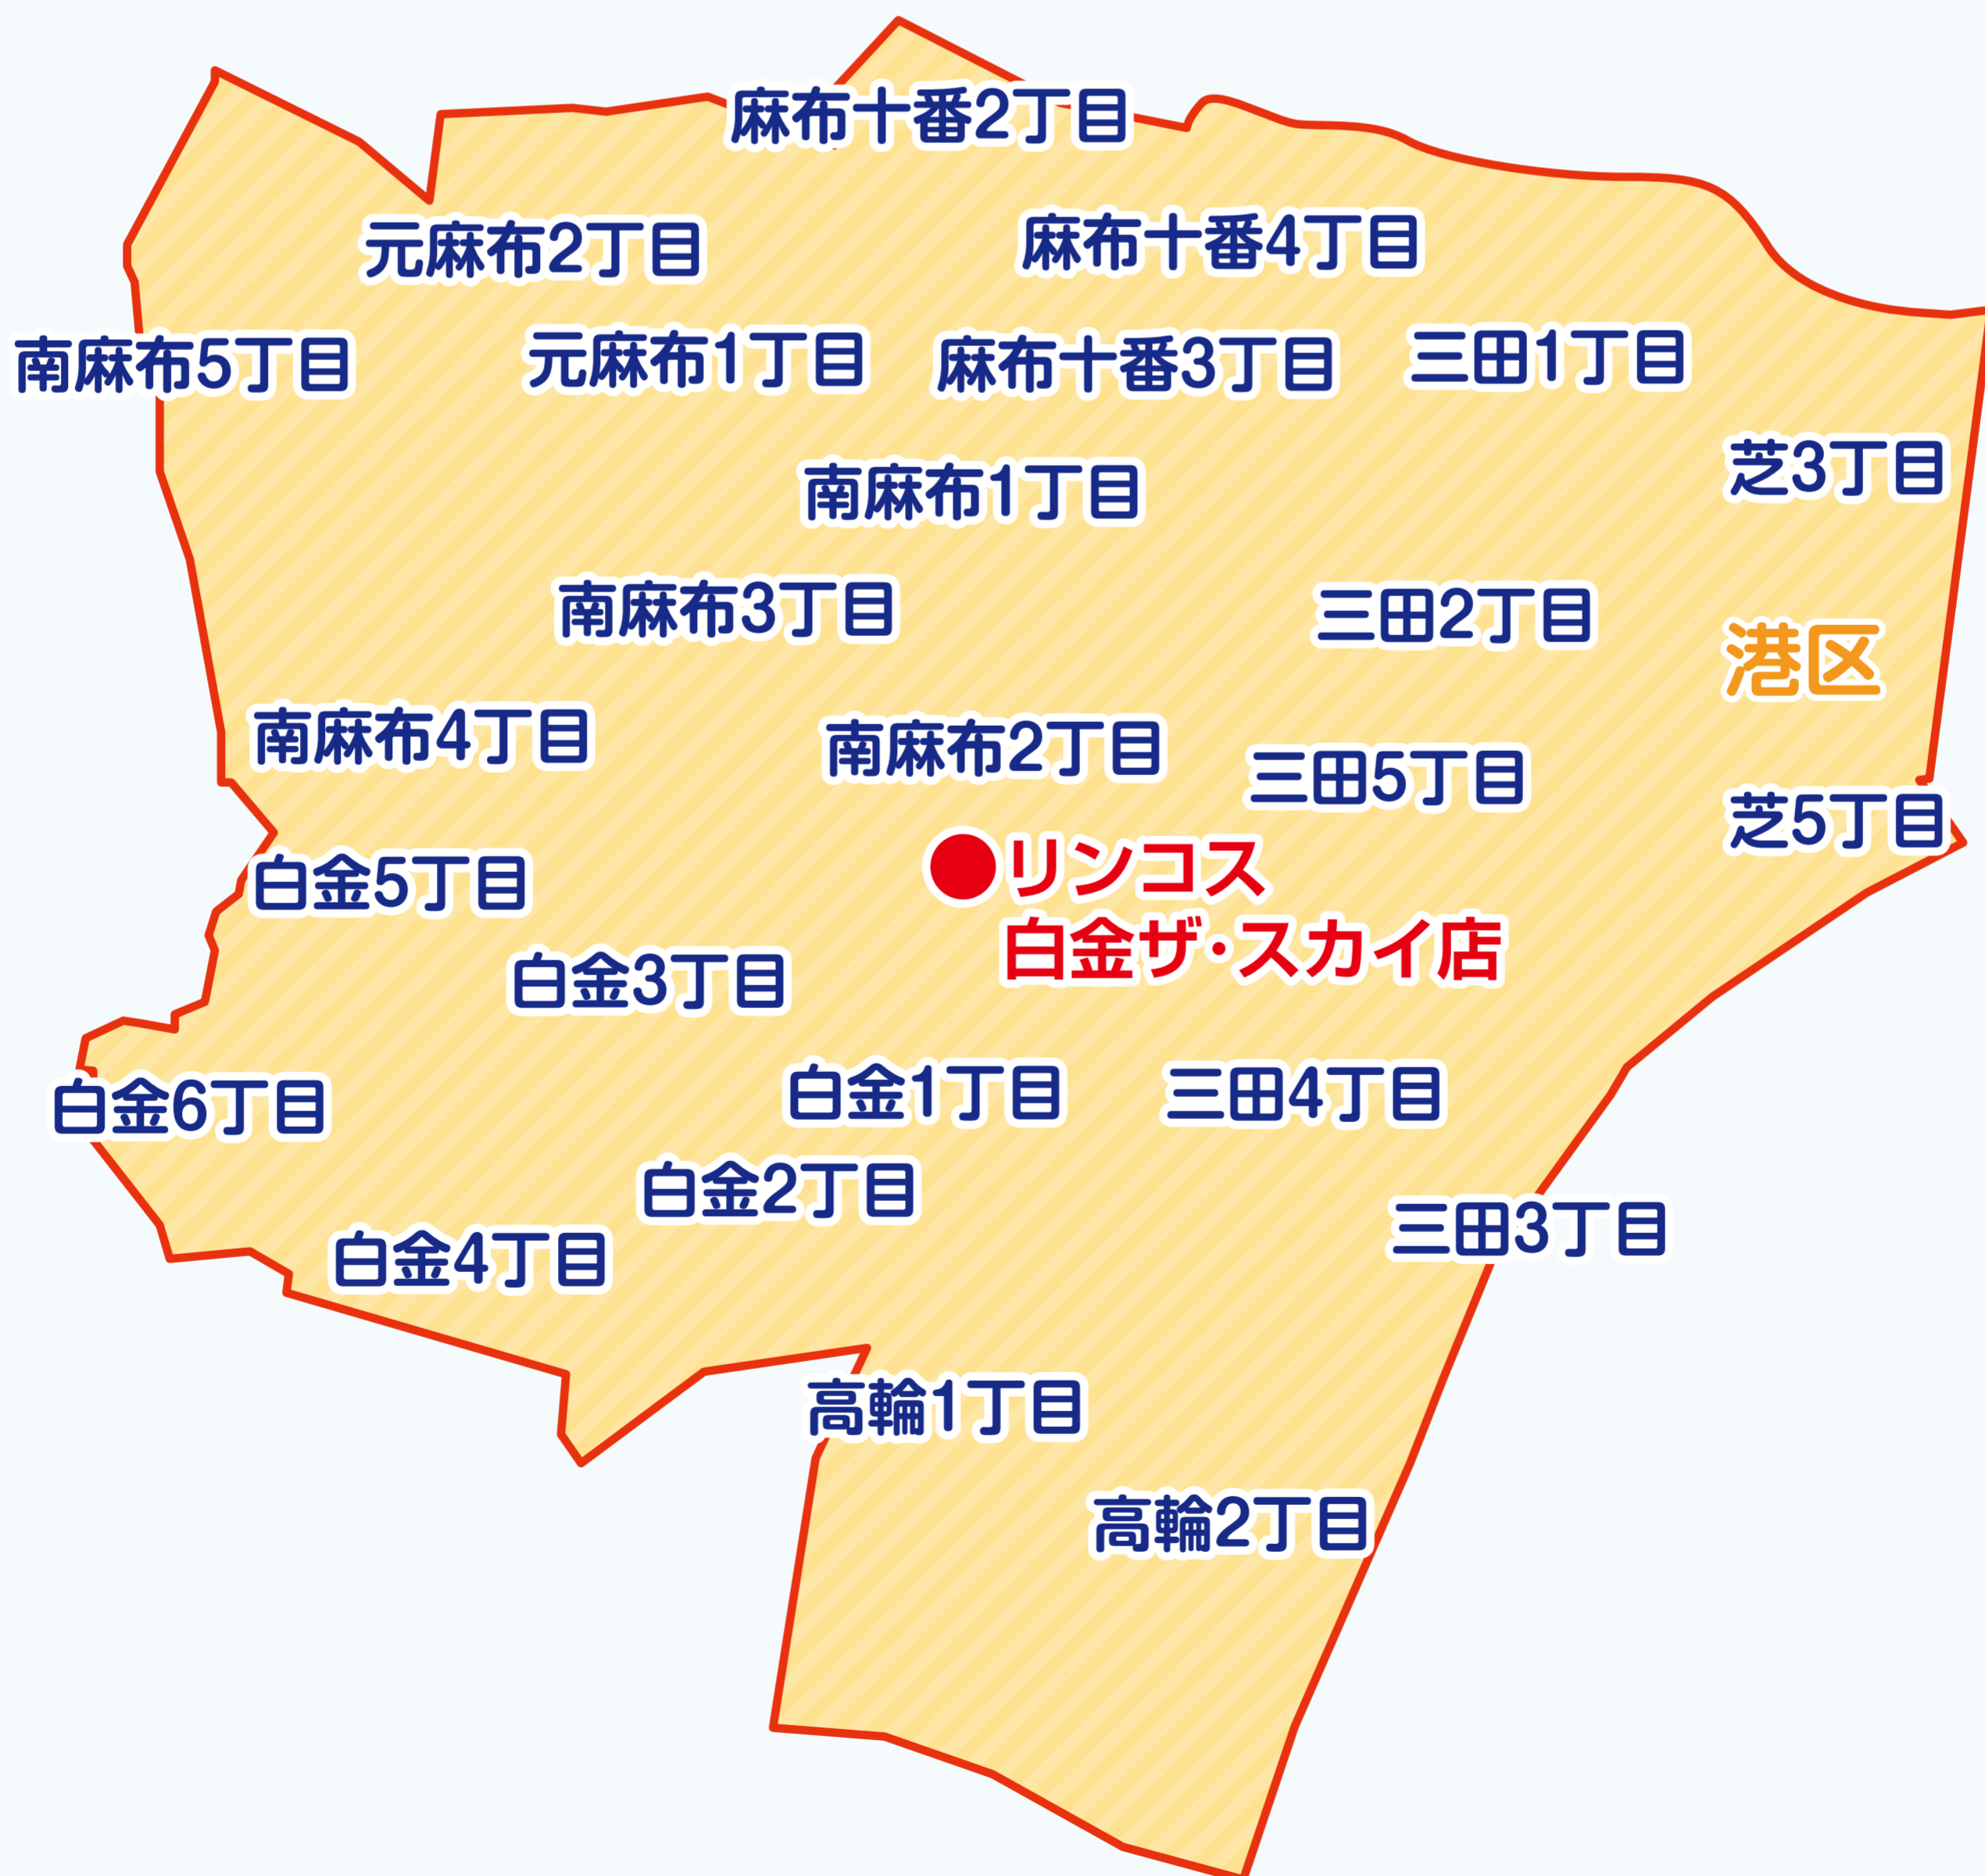 麻布十番2丁目
元麻布2丁目
麻布十番4丁目
南麻布5丁目
元麻布1丁目
麻布十番3丁目
三田1丁目
芝3丁目
南麻布1丁目
南麻布3丁目
三田2丁目
港区
南麻布4丁目
南麻布2丁目
三田5丁目
芝5丁目
リンコス
白金ザ・スカイ店
白金5丁目
白金3丁目
白金6丁目
白金1丁目
三田4丁目
白金2丁目
三田3丁目
白金4丁目
高輪1丁目
高輪2丁目